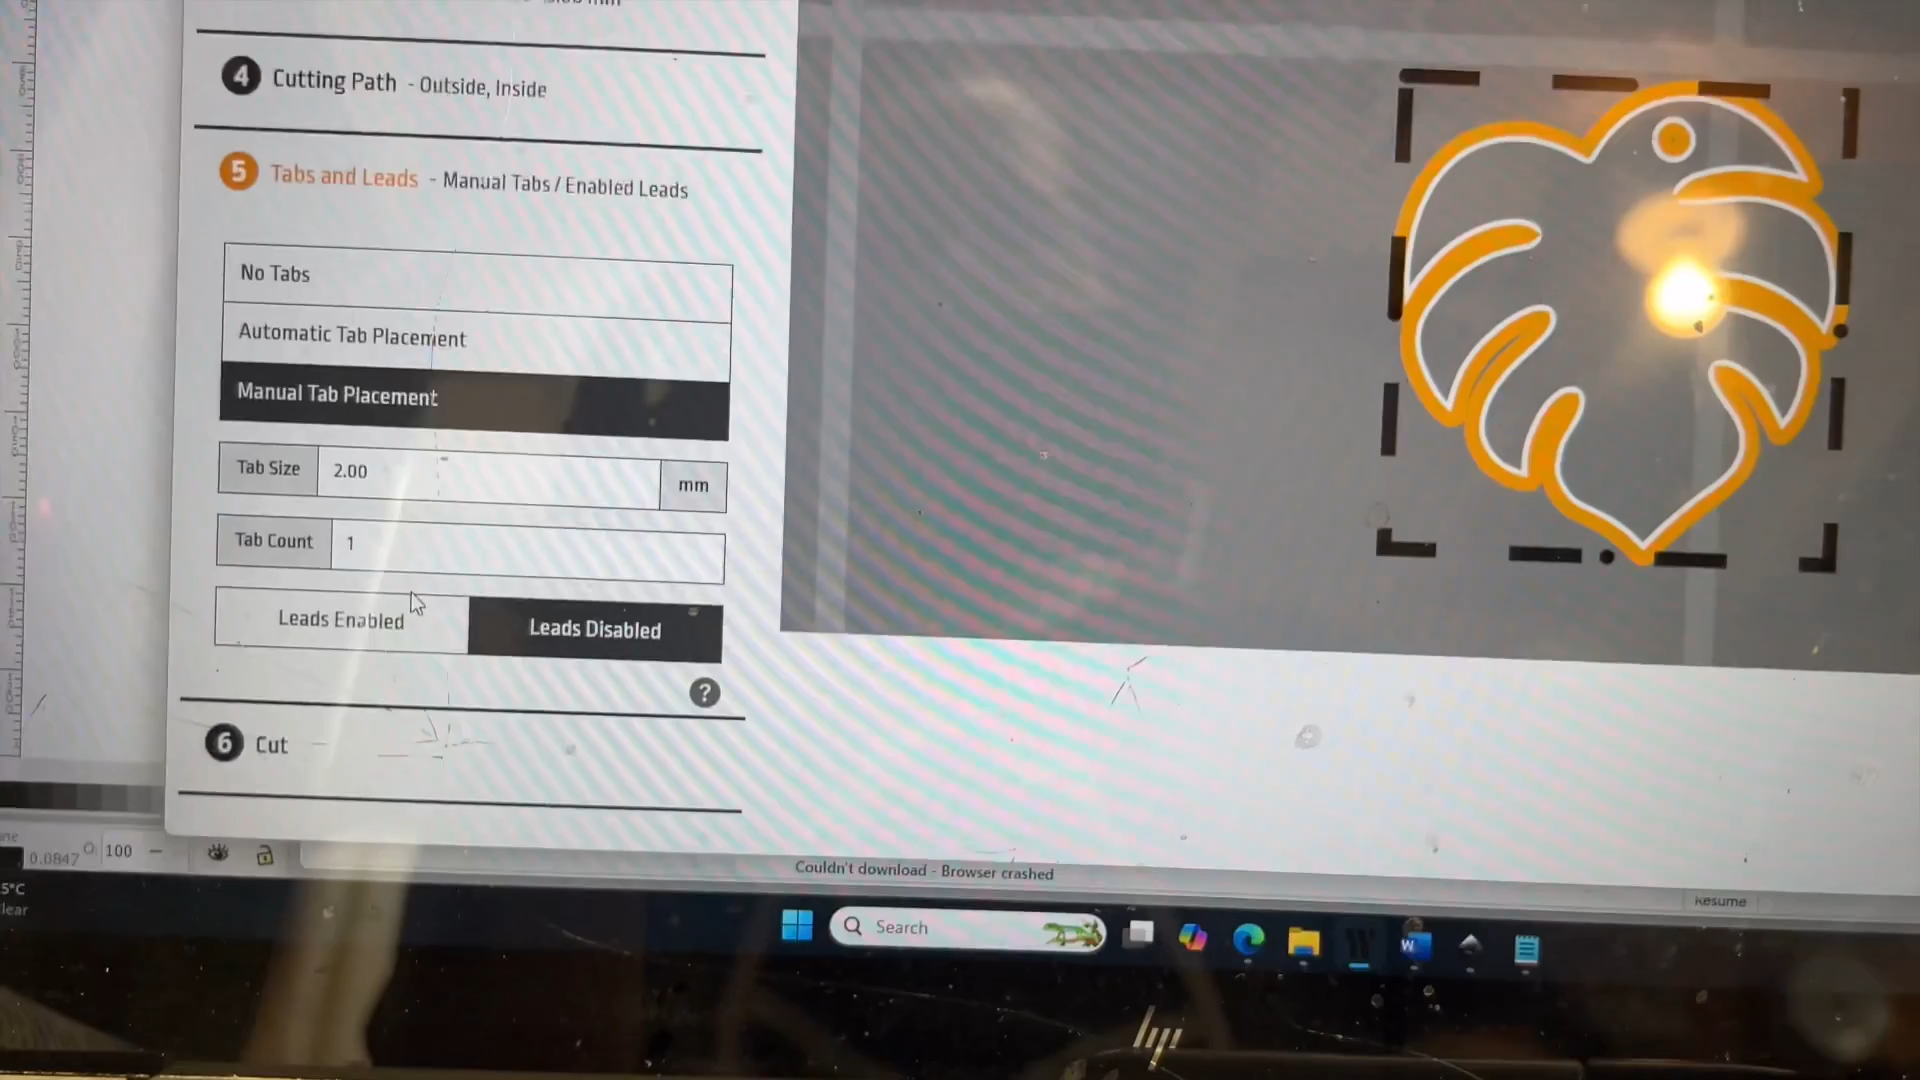 4 Cutting Path - Outside, Inside
5 Tabs and Leads - Manual Tabs / Enabled Leads
No Tabs
Automatic Tab Placement
Manual Tab Placement
Tab Size 2.00 mm
Tab Count 1
Leads Enabled Leads Disabled
?
6 Cut
0.0847 O: 100
Couldn't download - Browser crashed
Resume
5°C
Search
W
hp